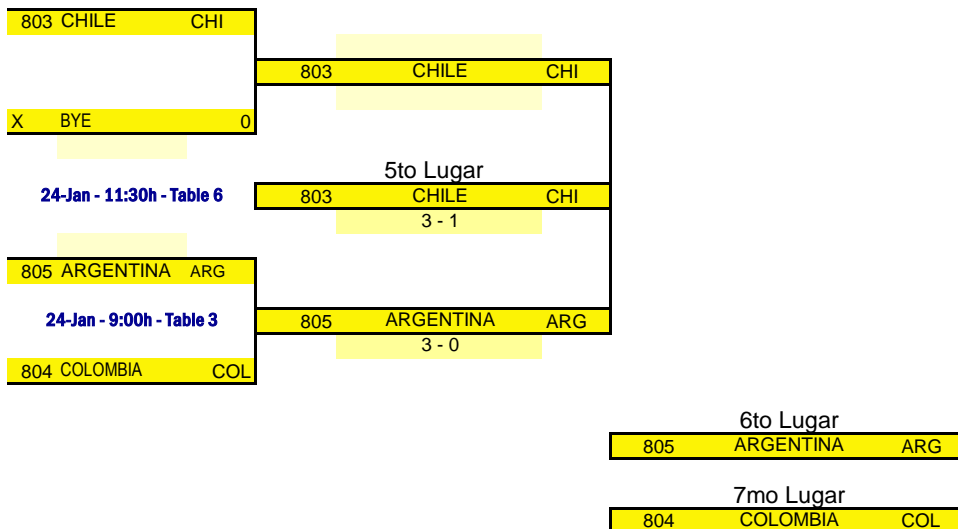 803 CHILE CHI
803 CHILE CHI
X BYE 0
5to Lugar
24-Jan - 11:30h - Table 6
803 CHILE CHI
3 - 1
805 ARGENTINA ARG
24-Jan - 9:00h - Table 3
805 ARGENTINA ARG
3 - 0
804 COLOMBIA COL
6to Lugar
805 ARGENTINA ARG
7mo Lugar
804 COLOMBIA COL